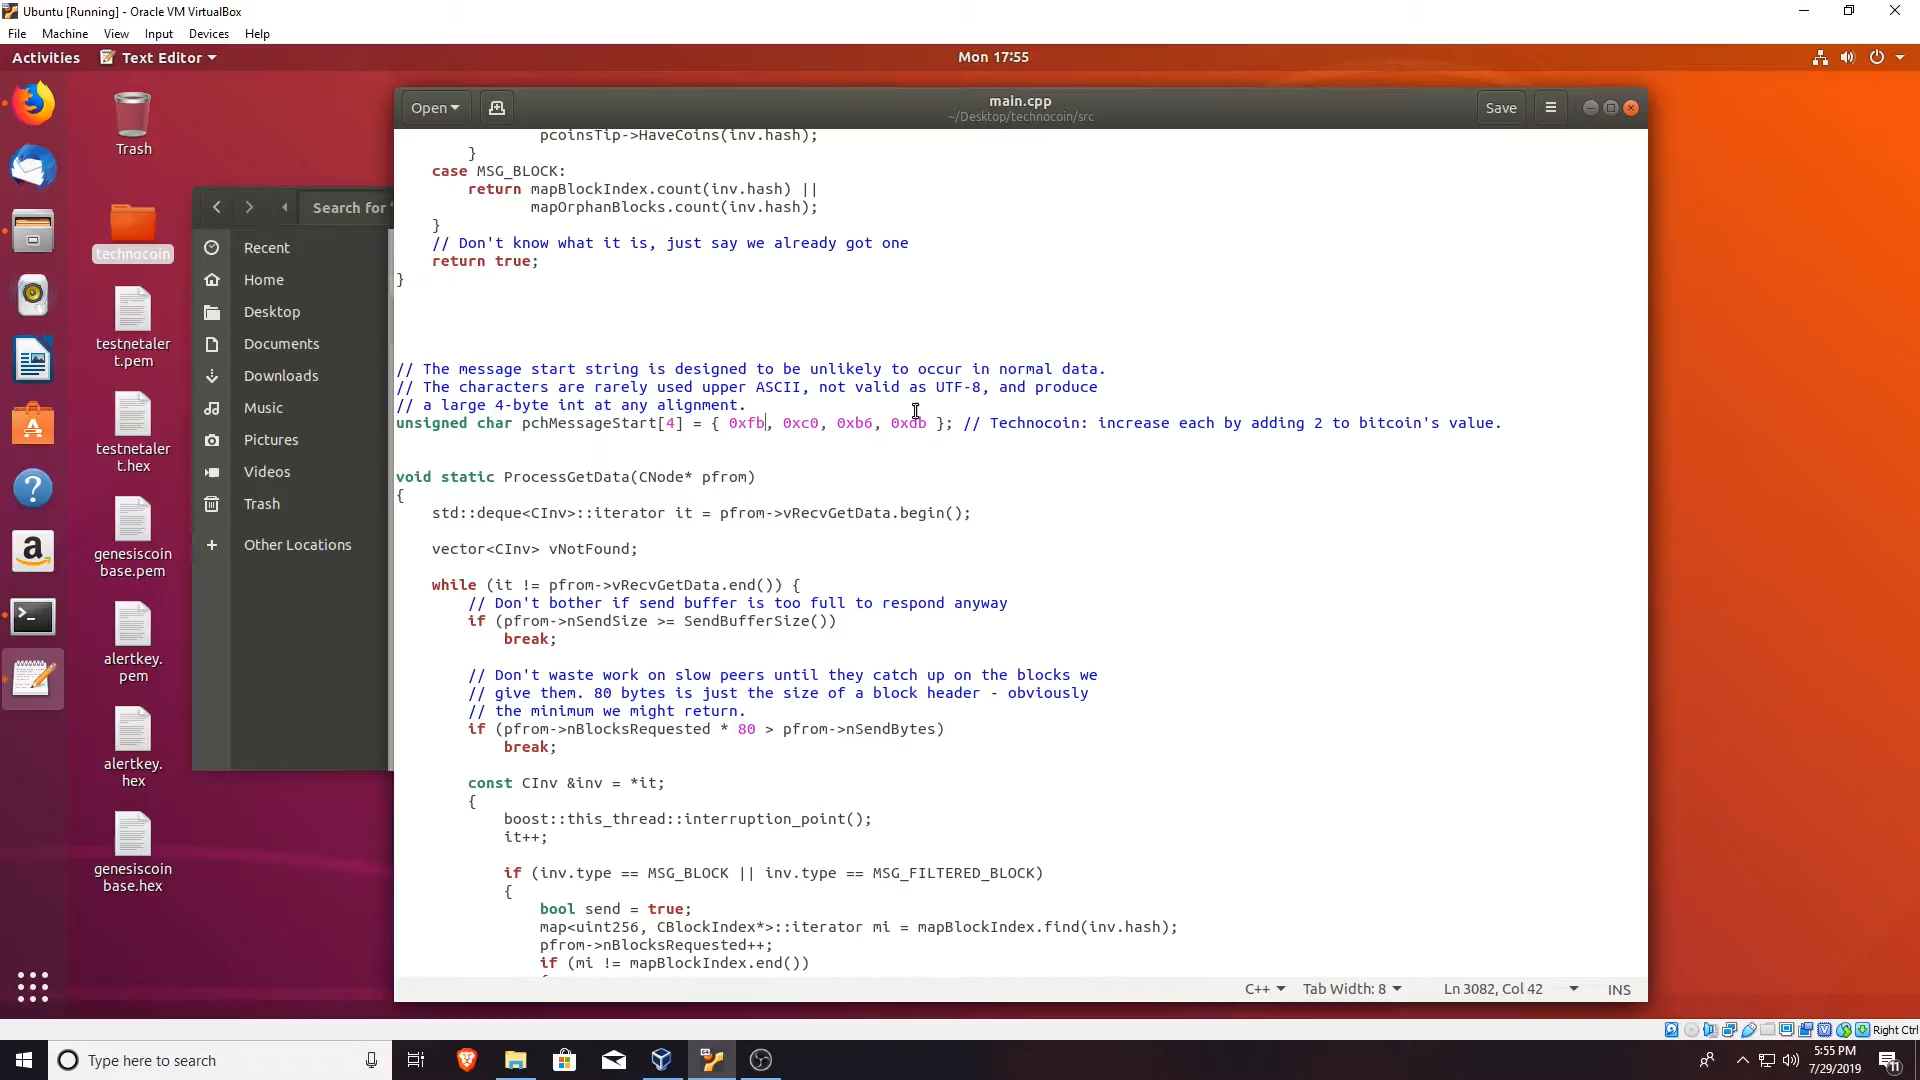 Ubuntu [Running] - Oracle VM VirtualBox
File Machine View Input Devices Help
Activities Text Editor Mon 17:55
Open main.cpp Save
~/Desktop/technocoin/src
Trash
technocoin
testnetaler
t.pem
testnetaler
t.hex
genesiscoin
base.pem
alertkey.
pem
alertkey.
hex
genesiscoin
base.hex
Search for "
Recent
Home
Desktop
Documents
Downloads
Music
Pictures
Videos
Trash
+ Other Locations
pcoinsTip->HaveCoins(inv.hash);
}
case MSG_BLOCK:
return mapBlockIndex.count(inv.hash) ||
mapOrphanBlocks.count(inv.hash);
}
// Don't know what it is, just say we already got one
return true;
}
// The message start string is designed to be unlikely to occur in normal data.
// The characters are rarely used upper ASCII, not valid as UTF-8, and produce
// a large 4-byte int at any alignment.
unsigned char pchMessageStart[4] = { 0xfb, 0xc0, 0xb6, 0xdb }; // Technocoin: increase each by adding 2 to bitcoin's value.
void static ProcessGetData(CNode* pfrom)
{
std::deque<CInv>::iterator it = pfrom->vRecvGetData.begin();
vector<CInv> vNotFound;
while (it != pfrom->vRecvGetData.end()) {
// Don't bother if send buffer is too full to respond anyway
if (pfrom->nSendSize >= SendBufferSize())
break;
// Don't waste work on slow peers until they catch up on the blocks we
// give them. 80 bytes is just the size of a block header - obviously
// the minimum we might return.
if (pfrom->nBlocksRequested * 80 > pfrom->nSendBytes)
break;
const CInv &inv = *it;
{
boost::this_thread::interruption_point();
it++;
if (inv.type == MSG_BLOCK || inv.type == MSG_FILTERED_BLOCK)
{
bool send = true;
map<uint256, CBlockIndex*>::iterator mi = mapBlockIndex.find(inv.hash);
pfrom->nBlocksRequested++;
if (mi != mapBlockIndex.end())
C++ Tab Width: 8 Ln 3082, Col 42 INS
Right Ctrl
Type here to search
5:55 PM
7/29/2019
11